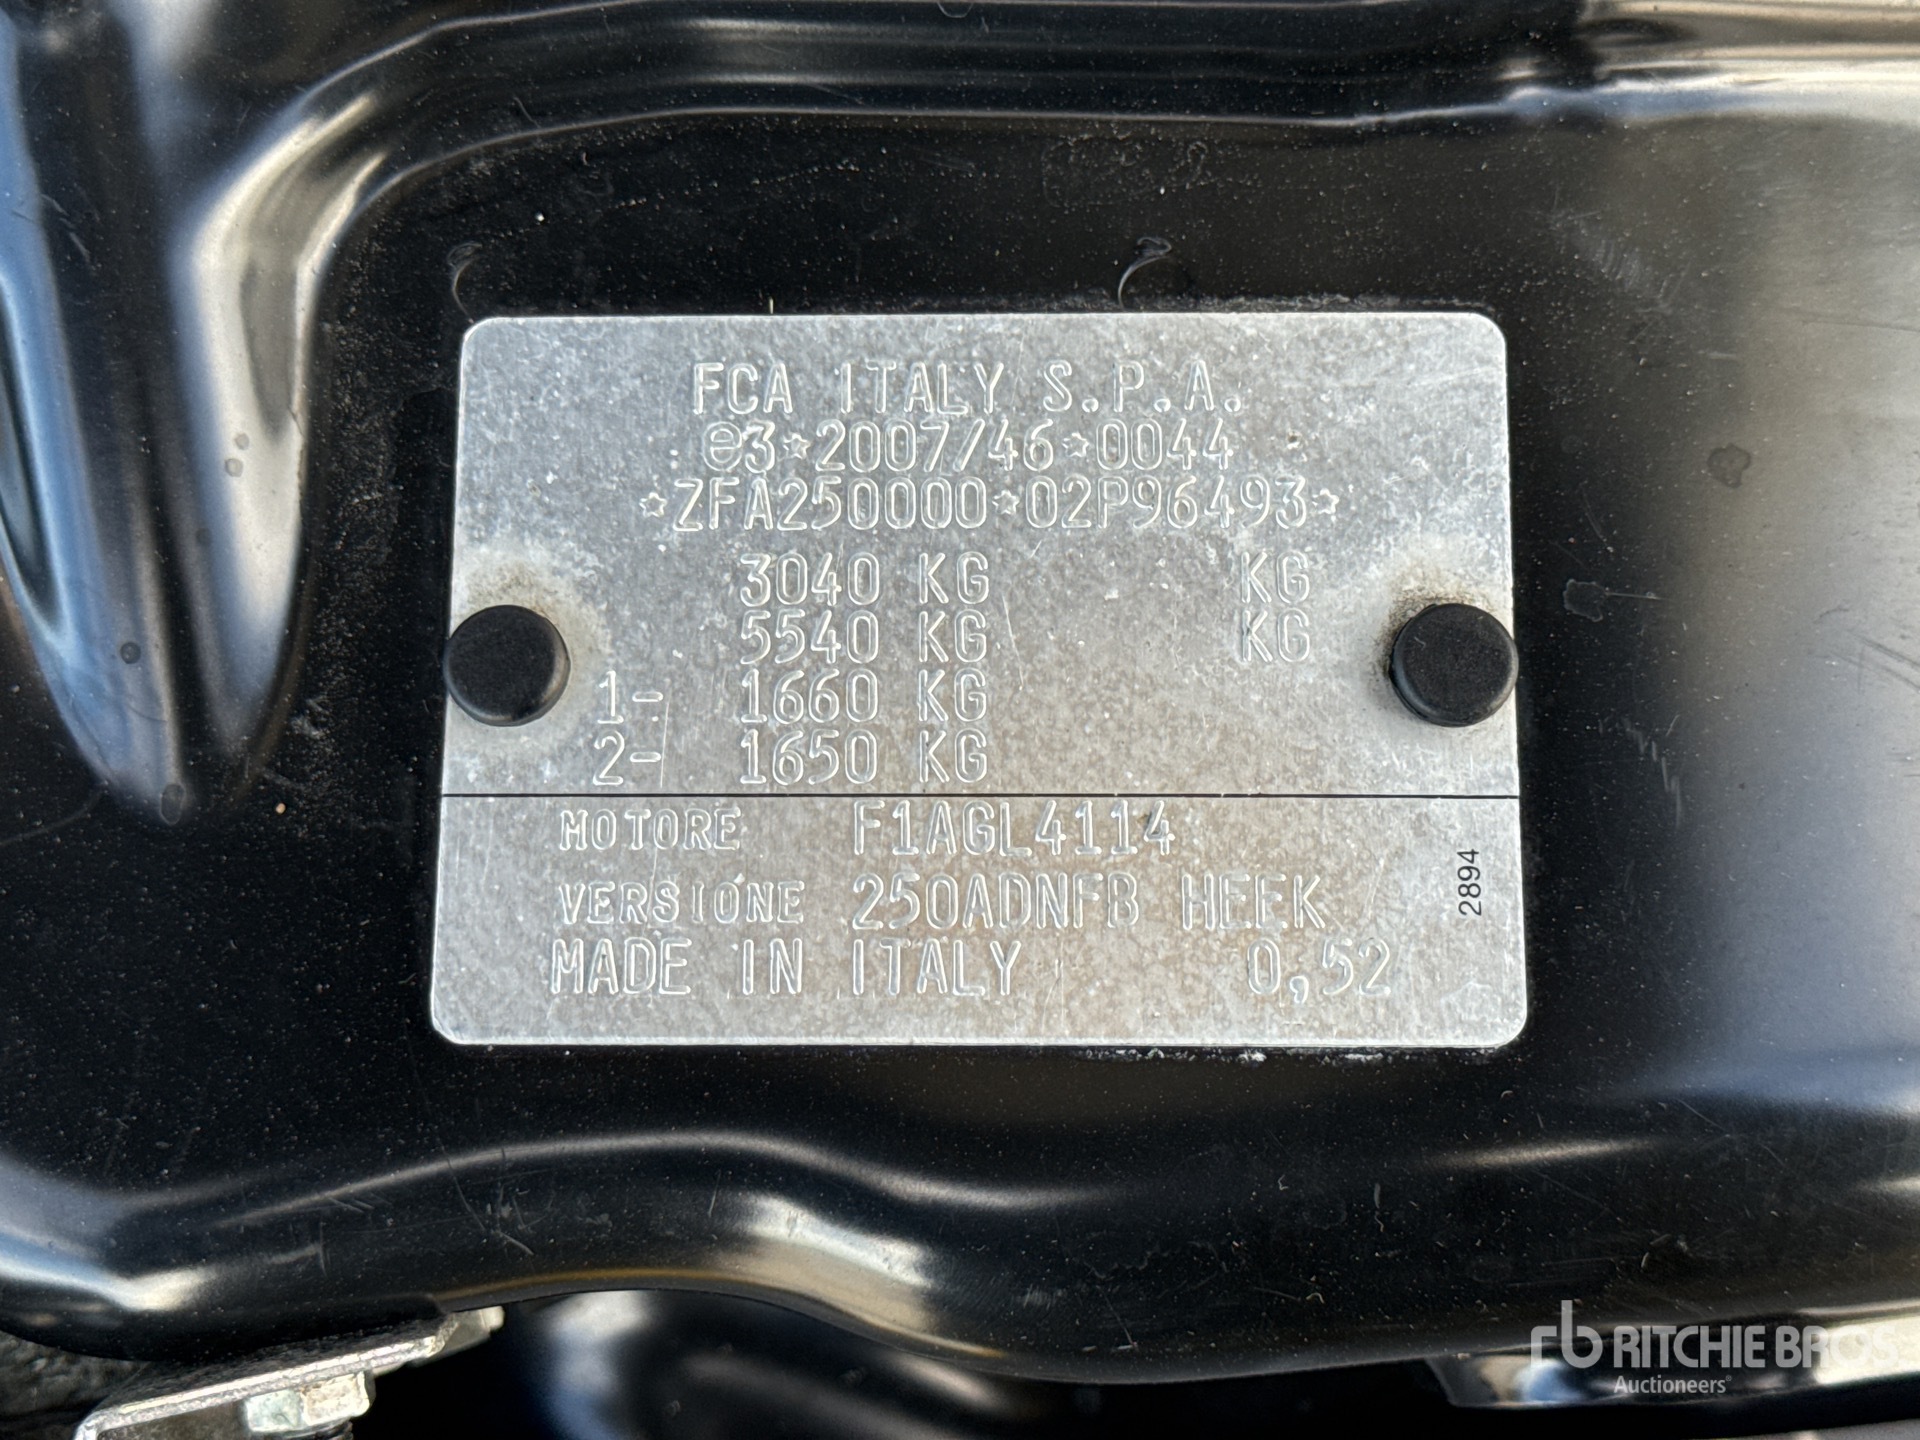 FCA ITALY S.P.A.
e3*2007/46*0044
*ZFA250000*02P96493*
3040 KG KG
5540 KG KG
1- 1660 KG
2- 1650 KG
MOTORE F1AGL4114
VERSIONE 250ADNFB HEEK
MADE IN ITALY 0,52
2894
rb RITCHIE BROS.
Auctioneers®